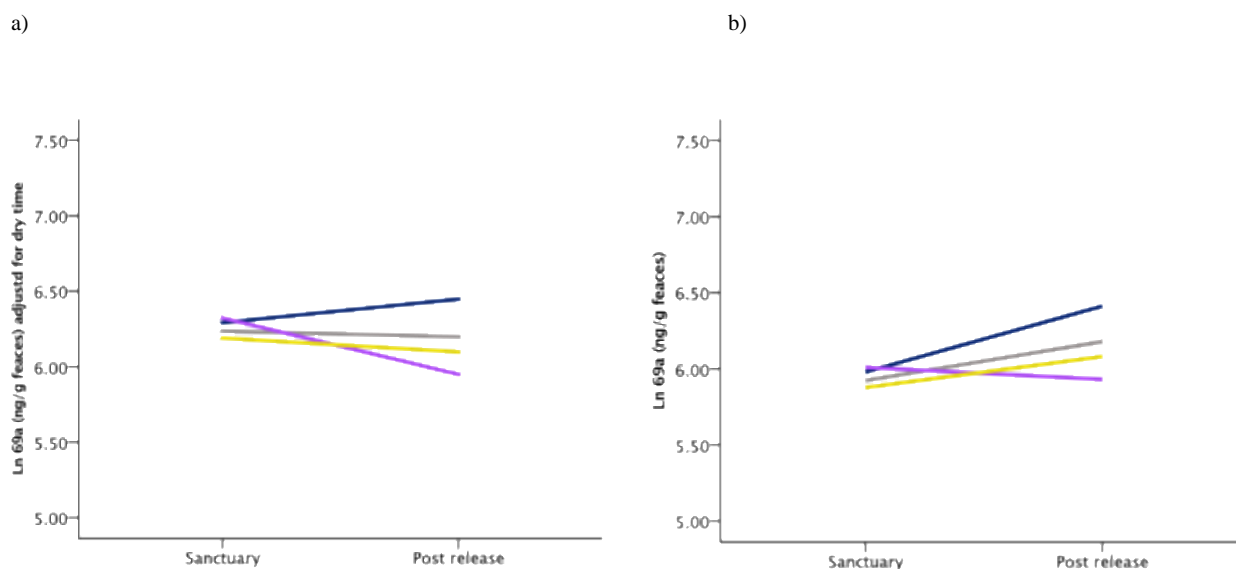 a)
b)
Ln 69a (ng/g feaces) adjustd for dry time
7.50
7.00
6.50
6.00
5.50
5.00
Sanctuary
Post release
Ln 69a (ng/g feaces)
7.50
7.00
6.50
6.00
5.50
5.00
Sanctuary
Post release